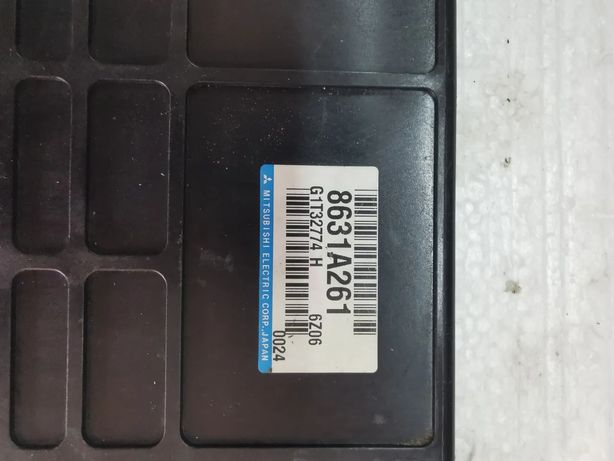 8631A261
G1T32774 H 6Z06
0024
MITSUBISHI ELECTRIC CORP., JAPAN